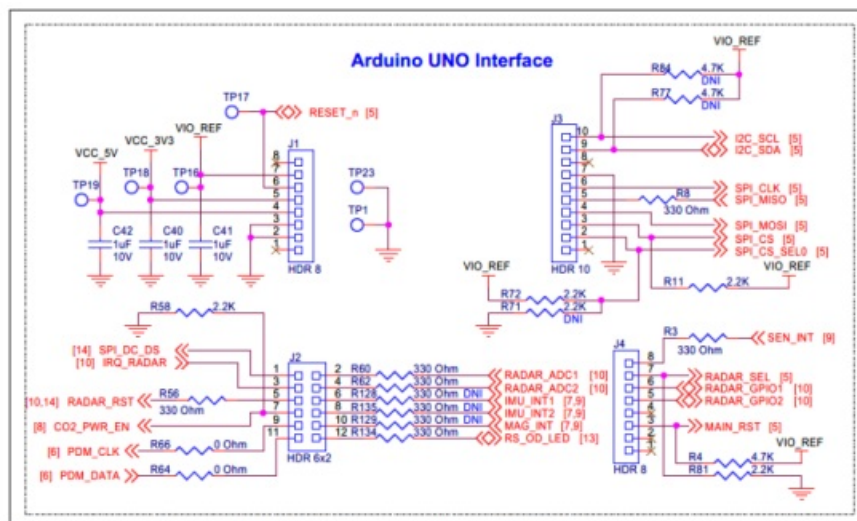 Arduino UNO Interface
VIO_REF
R84 4.7K
DNI
R77 4.7K
DNI
TP17
RESET_n [5]
VCC_5V
VCC_3V3
VIO_REF
TP19
TP18
TP16
J1
8
7
6
5
4
3
2
1
HDR 8
TP23
TP1
C42
1uF
10V
C40
1uF
10V
C41
1uF
10V
J3
10
9
8
7
6
5
4
3
2
1
HDR 10
I2C_SCL [5]
I2C_SDA [5]
SPI_CLK [5]
R8
SPI_MISO [5]
330 Ohm
SPI_MOSI [5]
SPI_CS [5]
SPI_CS_SEL0 [5]
VIO_REF
R11 2.2K
VIO_REF
R72 2.2K
R71 2.2K
DNI
R58 2.2K
[14] SPI_DC_DS
[10] IRQ_RADAR
[10,14] RADAR_RST
R56
330 Ohm
[8] CO2_PWR_EN
[6] PDM_CLK
R66 0 Ohm
[6] PDM_DATA
R64 0 Ohm
J2
1 2
3 4
5 6
7 8
9 10
11 12
HDR 6x2
R60 330 Ohm RADAR_ADC1 [10]
R62 330 Ohm RADAR_ADC2 [10]
R128 330 Ohm DNI IMU_INT1 [7,9]
R135 330 Ohm DNI IMU_INT2 [7,9]
R129 330 Ohm DNI MAG_INT [7,9]
R134 330 Ohm RS_OD_LED [13]
J4
8
7
6
5
4
3
2
1
HDR 8
R3
330 Ohm
SEN_INT [9]
RADAR_SEL [5]
RADAR_GPIO1 [10]
RADAR_GPIO2 [10]
MAIN_RST [5]
VIO_REF
R4 4.7K
R81 2.2K